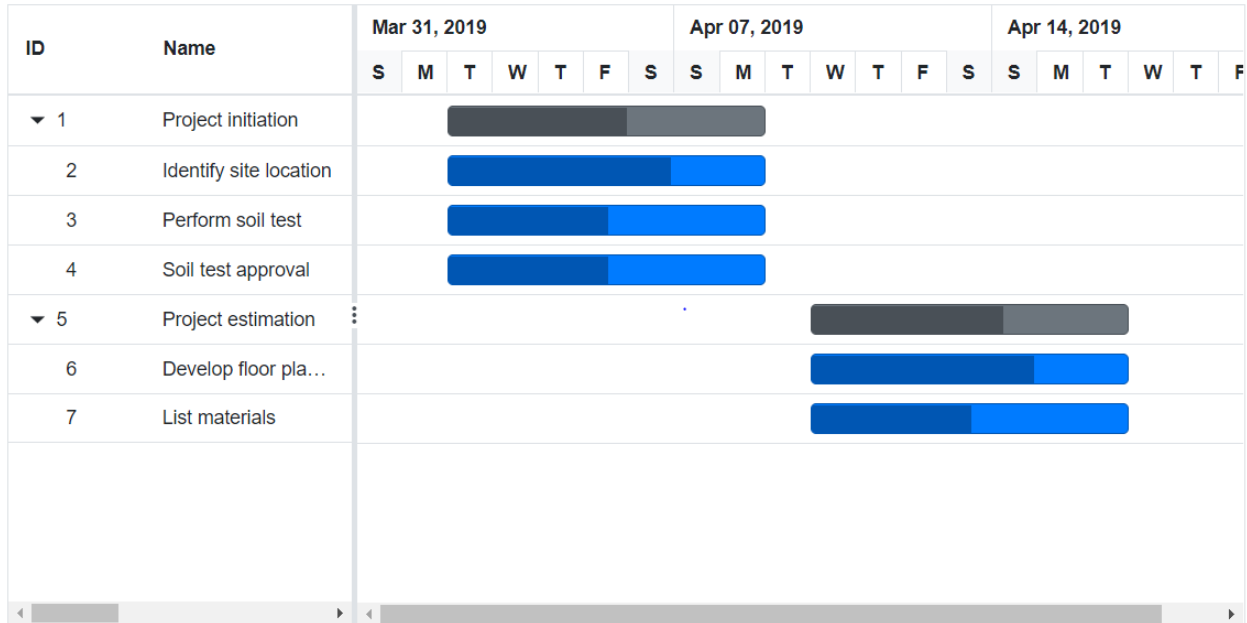 ID Name Mar 31, 2019 Apr 07, 2019 Apr 14, 2019
S M T W T F S S M T W T F S S M T W T F
1 Project initiation
2 Identify site location
3 Perform soil test
4 Soil test approval
5 Project estimation
6 Develop floor pla...
7 List materials